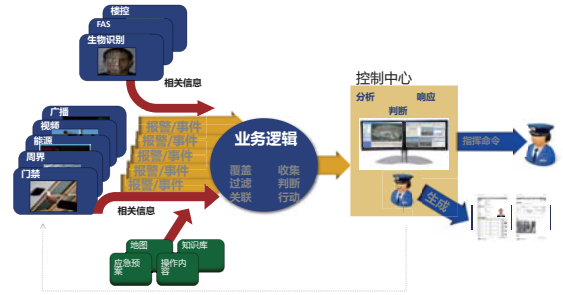 楼控
FAS
生物识别
相关信息
广播
视频
能源
周界
门禁
报警/事件
报警/事件
报警/事件
报警/事件
报警/事件
相关信息
业务逻辑
覆盖 收集
过滤 判断
关联 行动
地图
知识库
应急预
案
操作内
容
控制中心
分析 响应
判断
指挥命令
生成